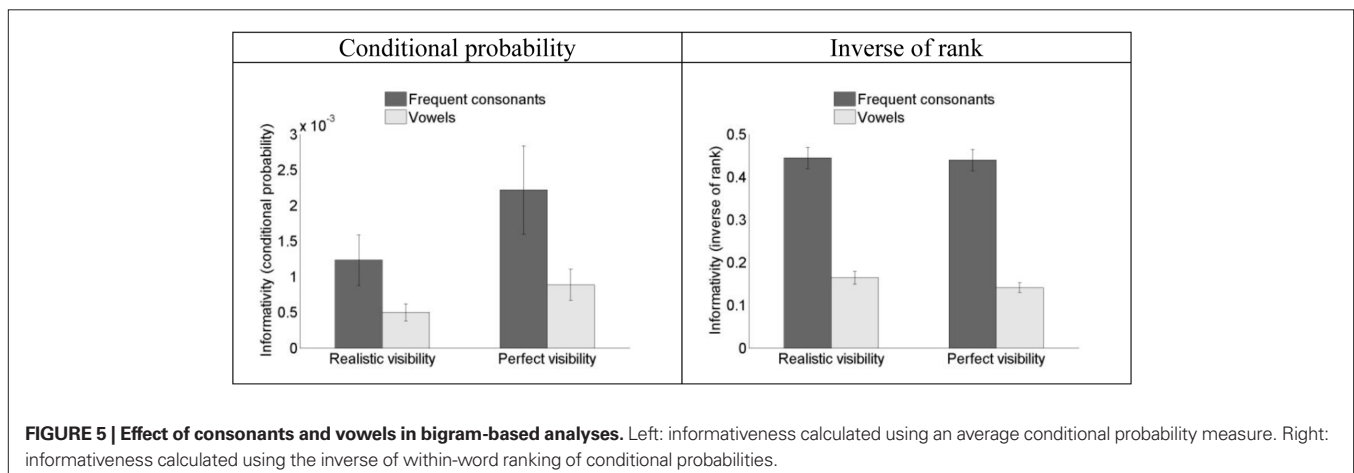 Conditional probability
Inverse of rank
Frequent consonants
Vowels
3 x 10^-3
2.5
2
1.5
1
0.5
0
Informativity (conditional probability)
Realistic visibility
Perfect visibility
Frequent consonants
Vowels
0.5
0.4
0.3
0.2
0.1
0
Informativity (inverse of rank)
Realistic visibility
Perfect visibility
FIGURE 5 | Effect of consonants and vowels in bigram-based analyses. Left: informativeness calculated using an average conditional probability measure. Right:
informativeness calculated using the inverse of within-word ranking of conditional probabilities.